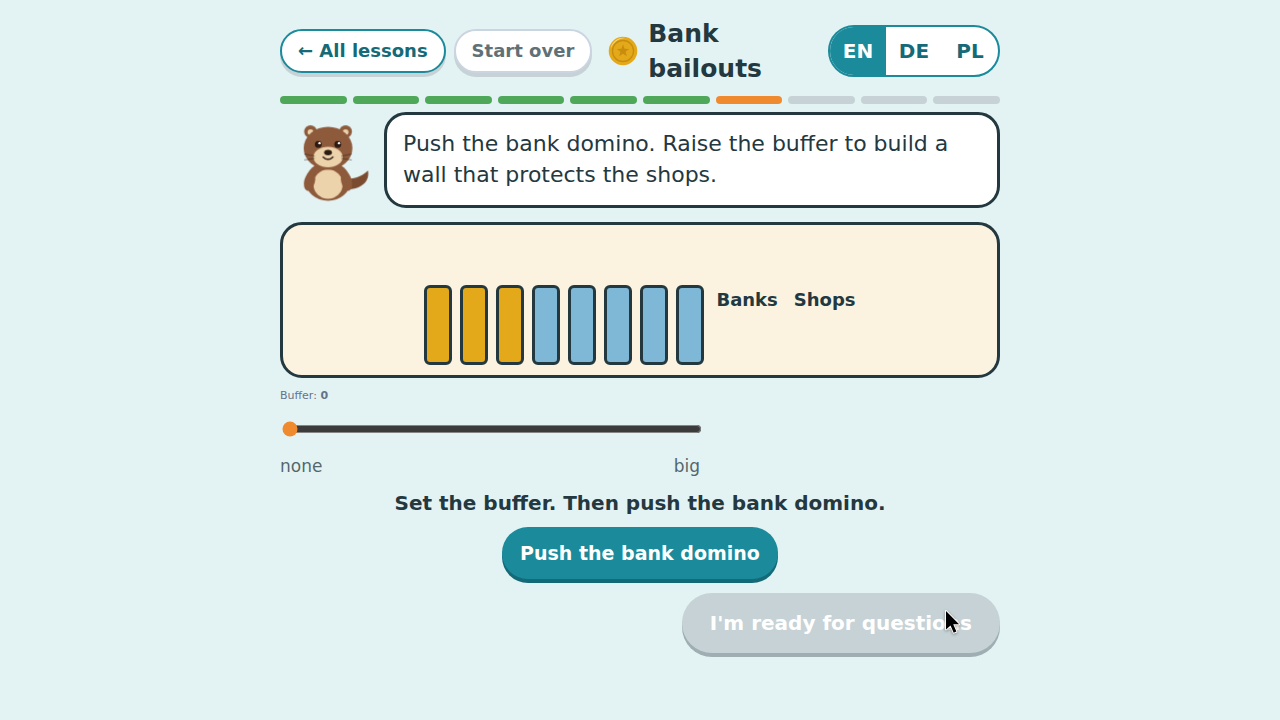 ← All lessons
Start over
Bank
bailouts
EN DE PL
Push the bank domino. Raise the buffer to build a
wall that protects the shops.
Banks Shops
Buffer: 0
none
big
Set the buffer. Then push the bank domino.
Push the bank domino
I'm ready for questions